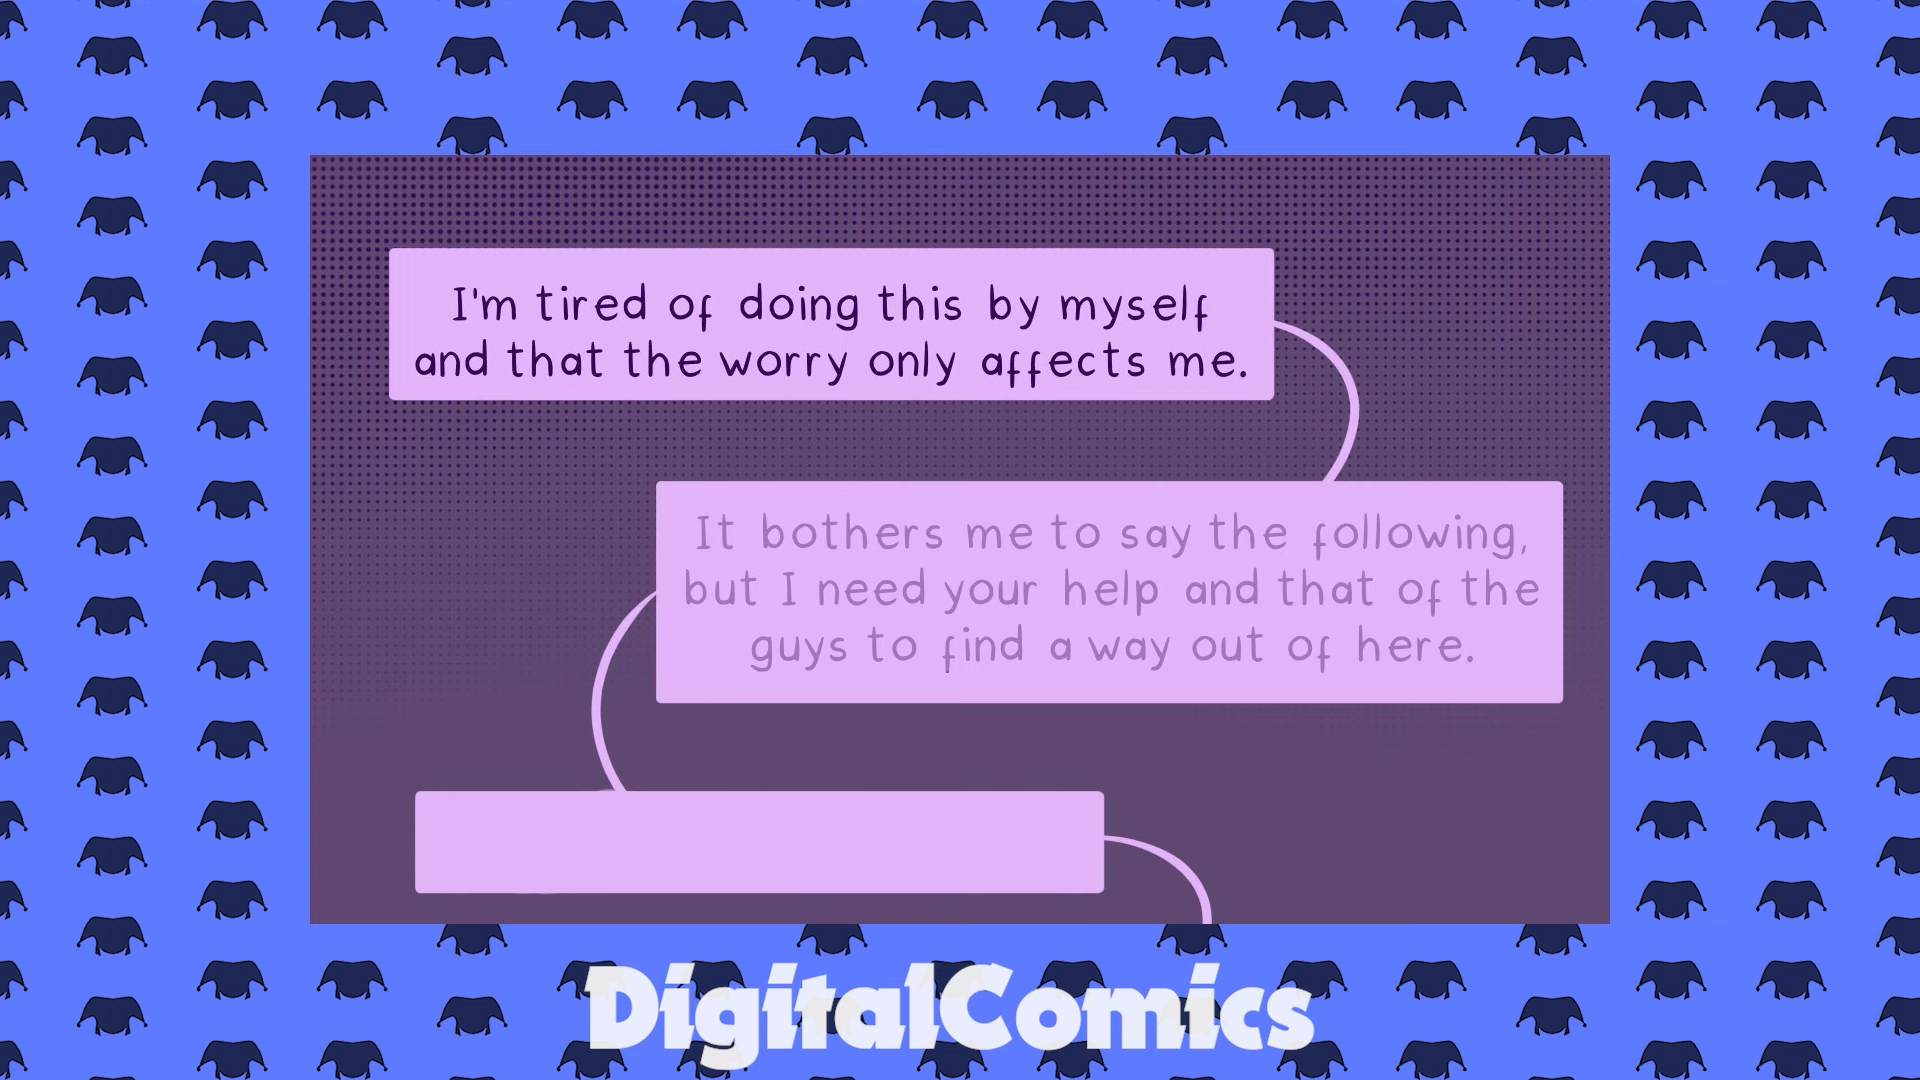 I'm tired of doing this by myself
and that the worry only affects me.
It bothers me to say the following,
but I need your help and that of the
guys to find a way out of here.
DigitalComics